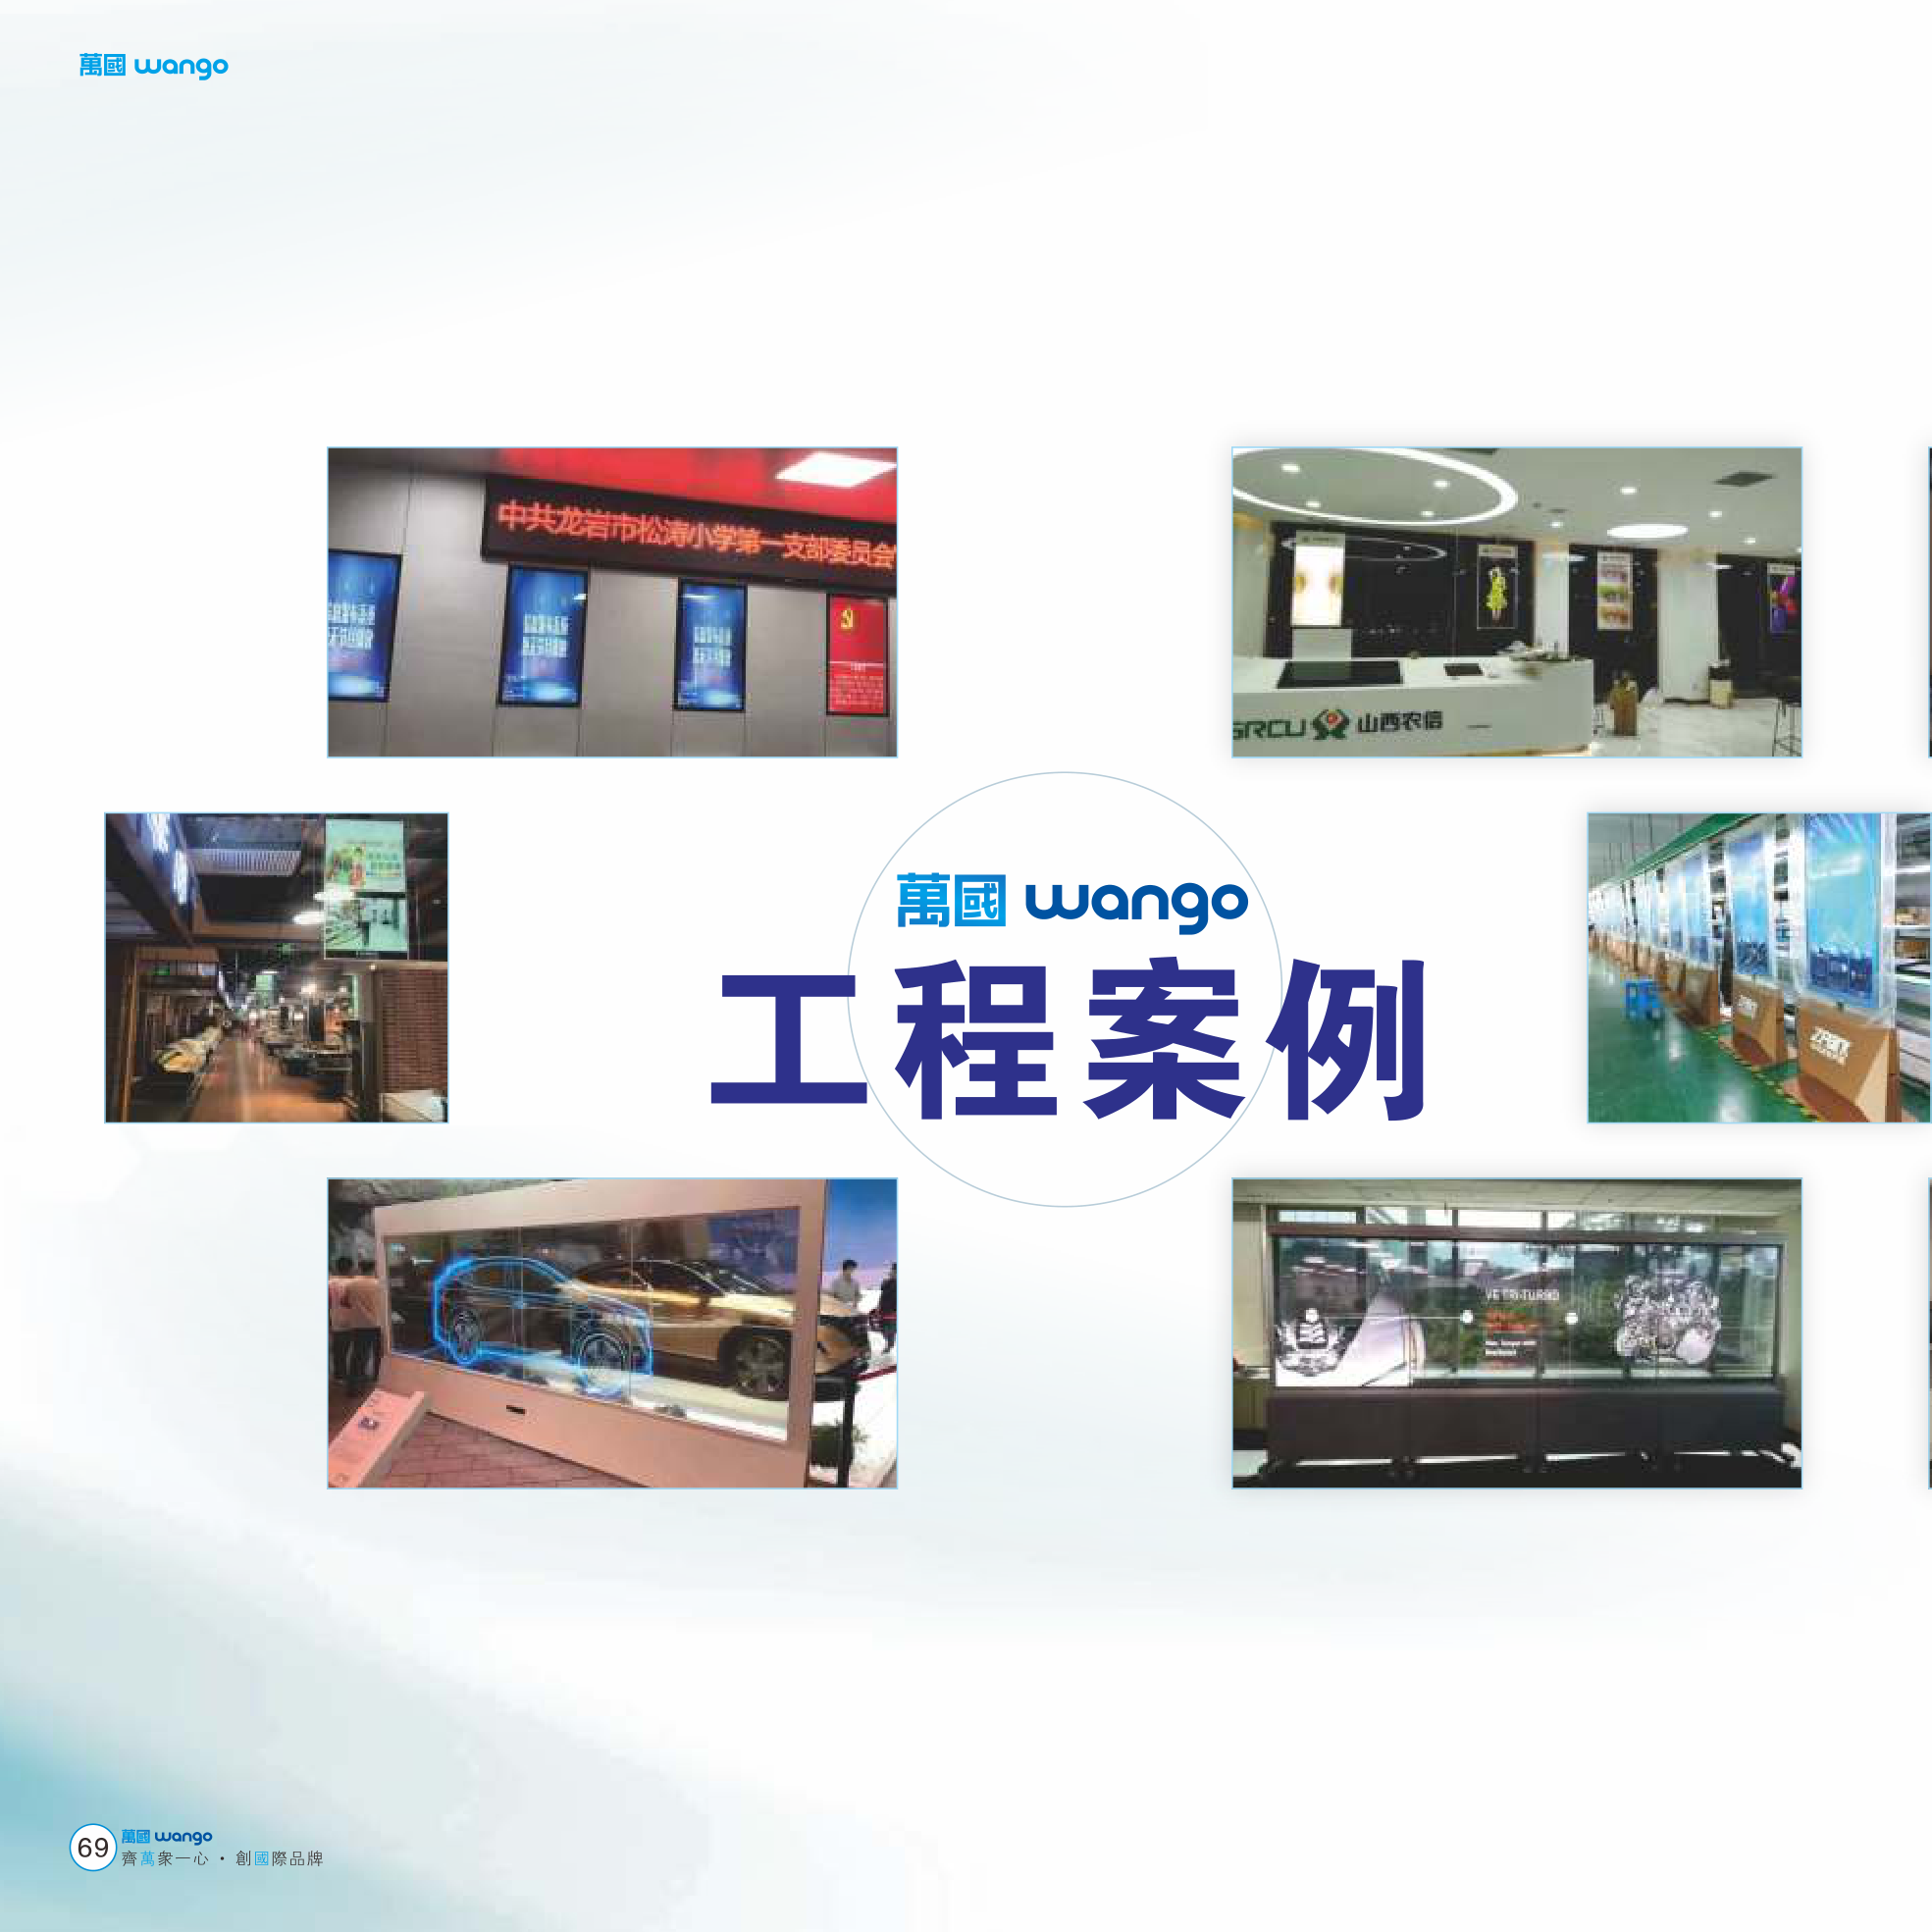 萬國 wango
中共龙岩市松涛小学第一支部委员会
SRCU 山西农信
萬國 wango
工程案例
V6 TRI-TURBO
69
萬國 wango
齊萬衆一心 · 創國際品牌